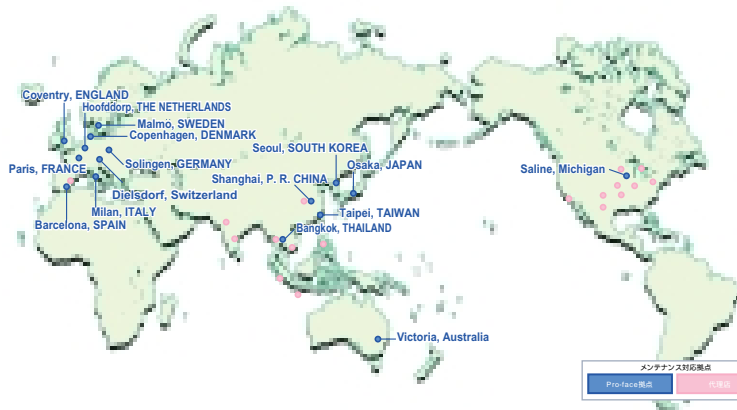 Coventry, ENGLAND
Hoofddorp, THE NETHERLANDS
Malmö, SWEDEN
Copenhagen, DENMARK
Solingen, GERMANY
Paris, FRANCE
Dielsdorf, Switzerland
Milan, ITALY
Barcelona, SPAIN
Seoul, SOUTH KOREA
Osaka, JAPAN
Shanghai, P. R. CHINA
Taipei, TAIWAN
Bangkok, THAILAND
Victoria, Australia
Saline, Michigan
メンテナンス対応拠点
Pro-face拠点
代理店